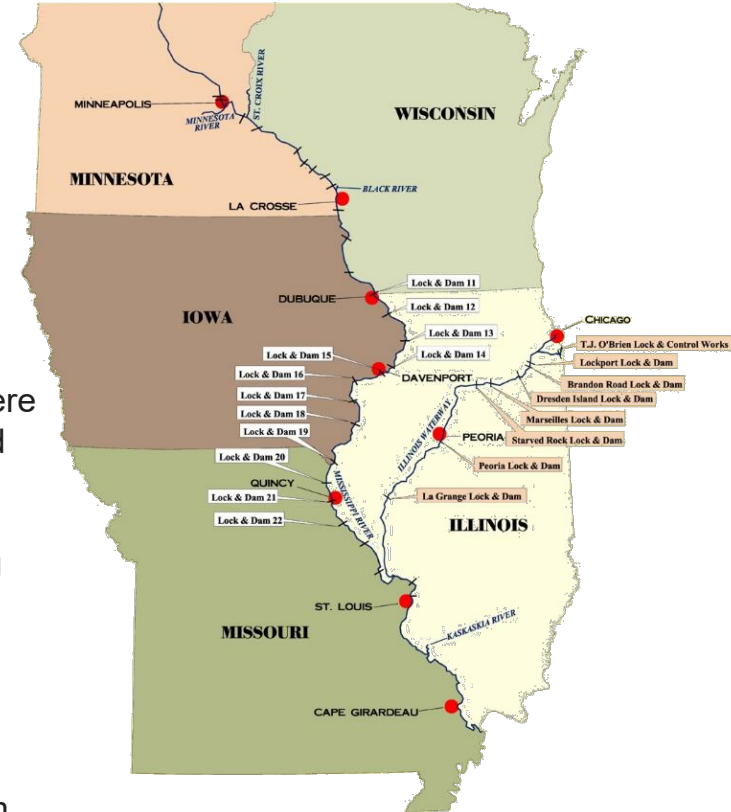 MINNEAPOLIS
ST. CROIX RIVER
MINNESOTA
RIVER
WISCONSIN
MINNESOTA
BLACK RIVER
LA CROSSE
Lock & Dam 11
DUBUQUE
Lock & Dam 12
IOWA
CHICAGO
Lock & Dam 13
T.J. O'BRIEN Lock & Control Works
Lock & Dam 15
Lock & Dam 14
Lockport Lock & Dam
Lock & Dam 16
DAVENPORT
Brandon Road Lock & Dam
Lock & Dam 17
Dresden Island Lock & Dam
ere
Lock & Dam 18
Marseilles Lock & Dam
Lock & Dam 19
ILLINOIS WATERWAY
PEORIA
Starved Rock Lock & Dam
d
Lock & Dam 20
Peoria Lock & Dam
QUINCY
MISSISSIPPI RIVER
Lock & Dam 21
La Grange Lock & Dam
Lock & Dam 22
ILLINOIS
ST. LOUIS
MISSOURI
KASKASKIA RIVER
CAPE GIRARDEAU